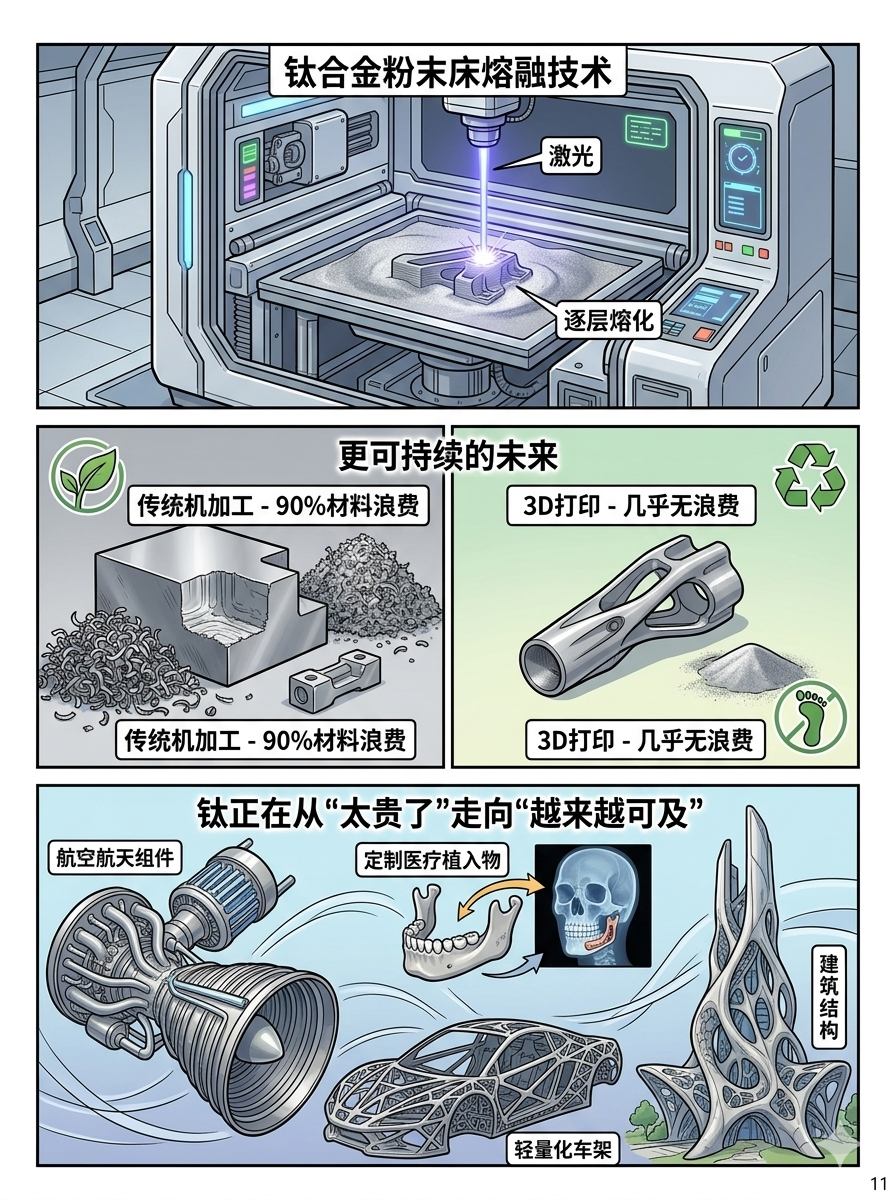 钛合金粉末床熔融技术
激光
逐层熔化
更可持续的未来
传统机加工 - 90%材料浪费
3D打印 - 几乎无浪费
传统机加工 - 90%材料浪费
3D打印 - 几乎无浪费
钛正在从“太贵了”走向“越来越可及”
航空航天组件
定制医疗植入物
建筑结构
轻量化车架
11